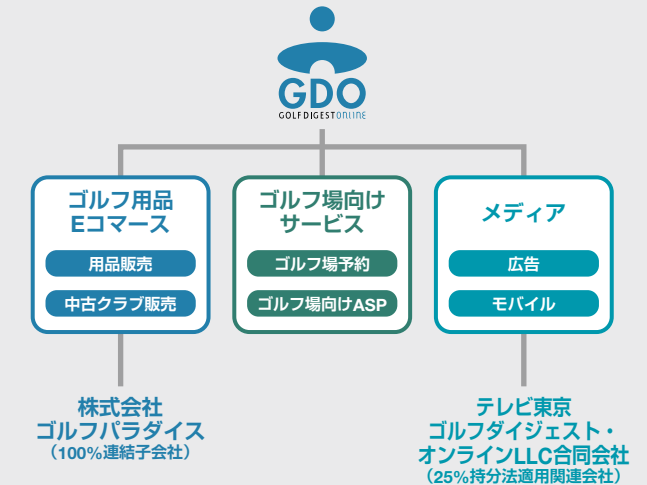 GDO
GOLFDIGESTONLINE
ゴルフ用品
Eコマース
用品販売
中古クラブ販売
ゴルフ場向け
サービス
ゴルフ場予約
ゴルフ場向けASP
メディア
広告
モバイル
株式会社
ゴルフパラダイス
（100%連結子会社）
テレビ東京
ゴルフダイジェスト・
オンラインLLC合同会社
（25%持分法適用関連会社）